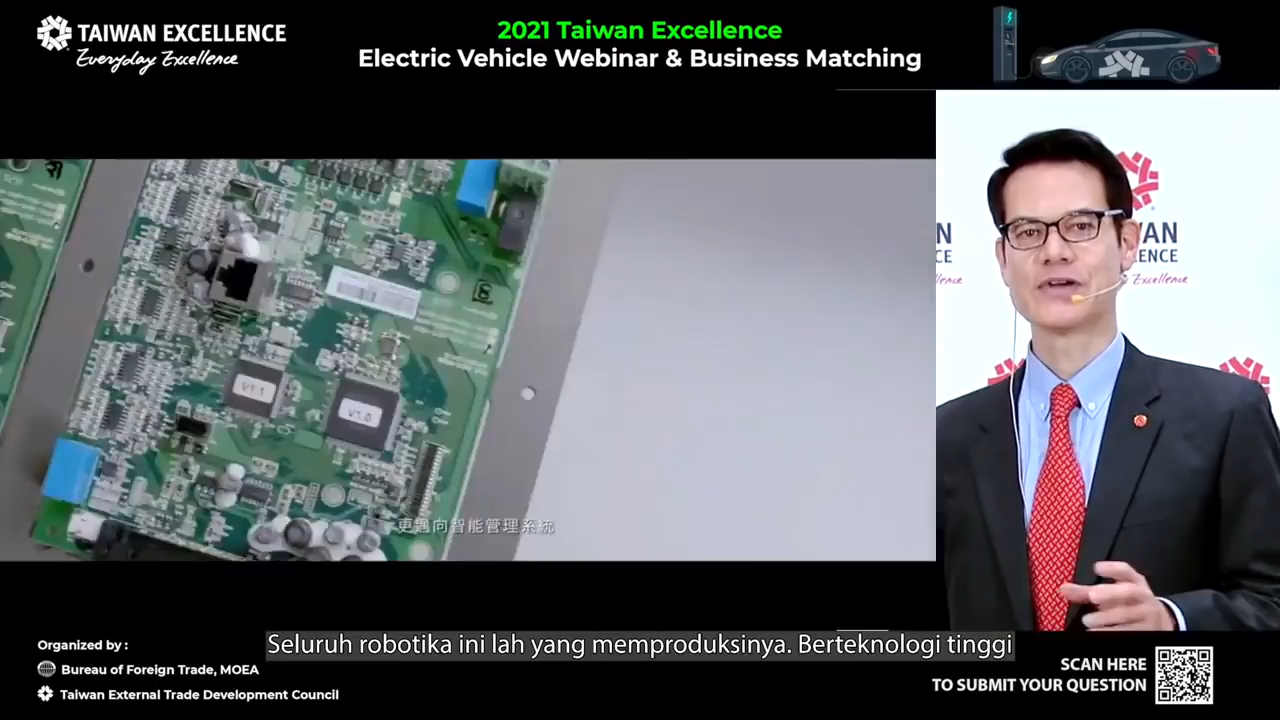 TAIWAN EXCELLENCE
Everyday Excellence
2021 Taiwan Excellence
Electric Vehicle Webinar & Business Matching
V1.1
V1.0
更邁向智能管理系統
Excellence
Organized by :
Bureau of Foreign Trade, MOEA
Taiwan External Trade Development Council
Seluruh robotika ini lah yang memproduksinya. Berteknologi tinggi
SCAN HERE
TO SUBMIT YOUR QUESTION